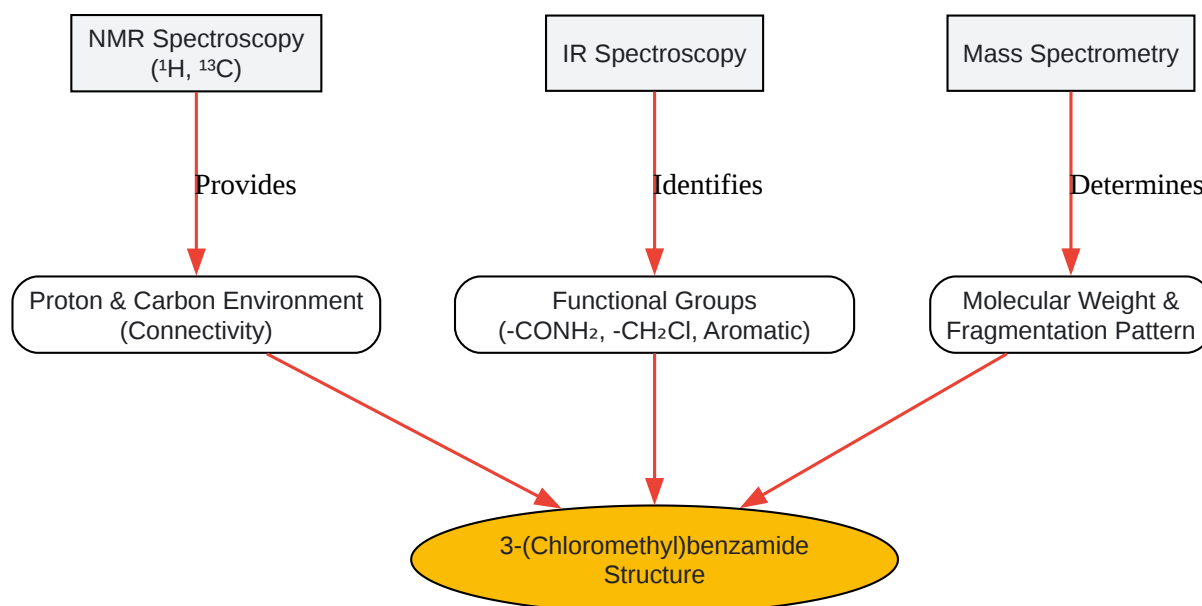 NMR Spectroscopy
(¹H, ¹³C)
IR Spectroscopy
Mass Spectrometry
Provides
Identifies
Determines
Proton & Carbon Environment
(Connectivity)
Functional Groups
(-CONH₂, -CH₂Cl, Aromatic)
Molecular Weight &
Fragmentation Pattern
3-(Chloromethyl)benzamide
Structure